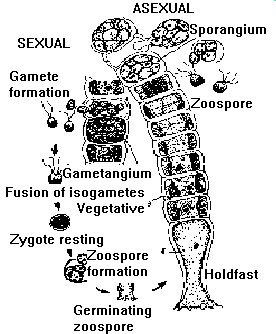 ASEXUAL
SEXUAL
Sporangium
Gamete
formation
Zoospore
Gametangium
Fusion of isogametes
Vegetative
Zygote resting
Zoospore
formation
Holdfast
Germinating
zoospore